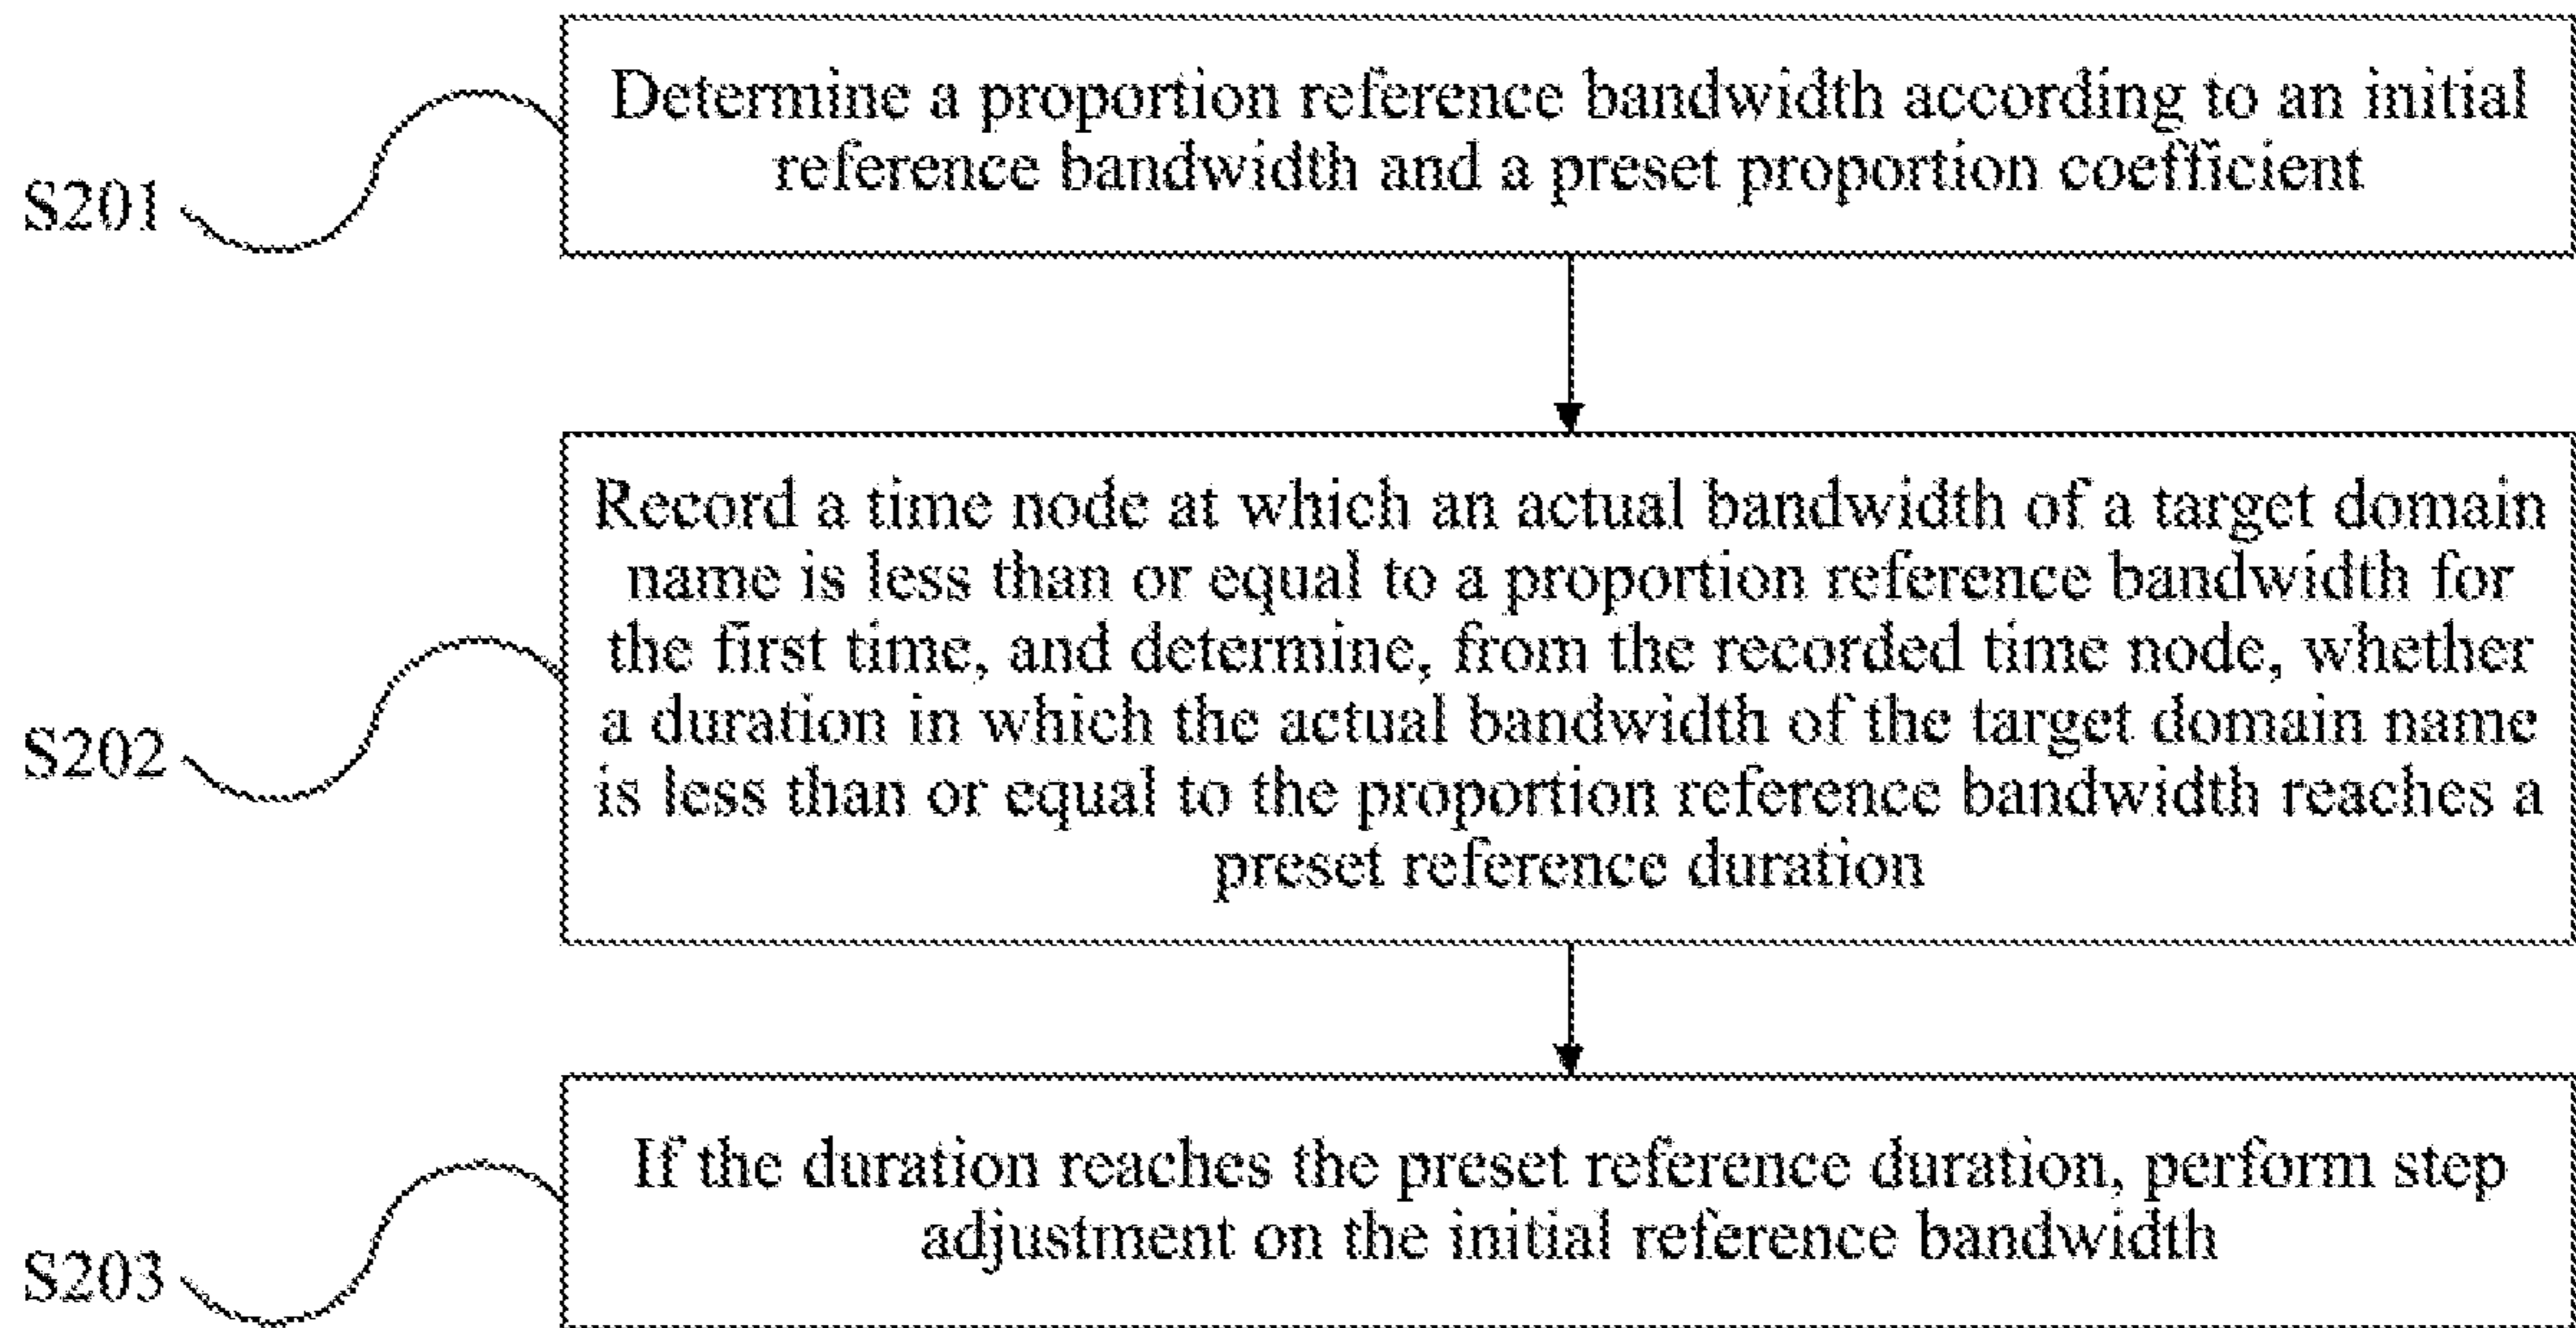 S201
Determine a proportion reference bandwidth according to an initial
reference bandwidth and a preset proportion coefficient
S202
Record a time node at which an actual bandwidth of a target domain
name is less than or equal to a proportion reference bandwidth for
the first time, and determine, from the recorded time node, whether
a duration in which the actual bandwidth of the target domain name
is less than or equal to the proportion reference bandwidth reaches a
preset reference duration
S203
If the duration reaches the preset reference duration, perform step
adjustment on the initial reference bandwidth